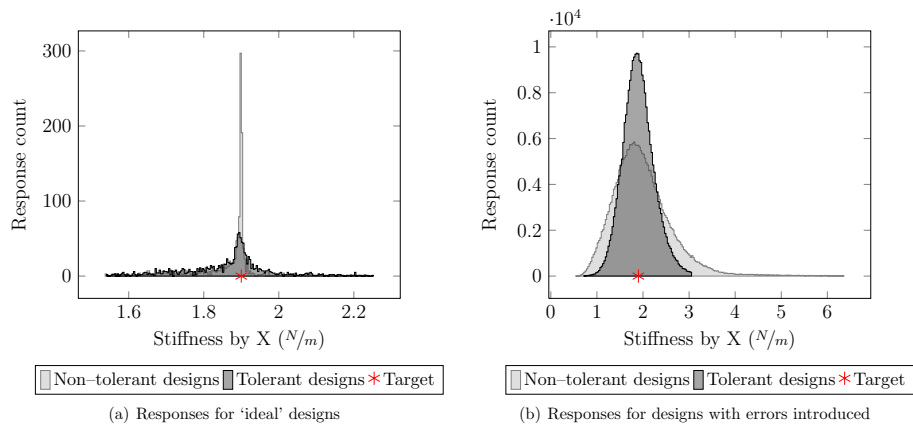 300
200
100
0
1.6
1.8
2
2.2
Response count
Stiffness by X (N/m)
Non–tolerant designs Tolerant designs Target
(a) Responses for ‘ideal’ designs
·10⁴
1
0.8
0.6
0.4
0.2
0
0
1
2
3
4
5
6
Response count
Stiffness by X (N/m)
Non–tolerant designs Tolerant designs Target
(b) Responses for designs with errors introduced